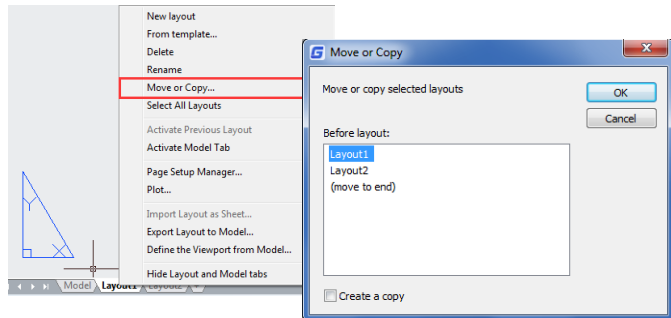 New layout
From template...
Delete
Rename
Move or Copy...
Select All Layouts
Activate Previous Layout
Activate Model Tab
Page Setup Manager...
Plot...
Import Layout as Sheet...
Export Layout to Model...
Define the Viewport from Model...
Hide Layout and Model tabs
Y
X
Model Layout1 Layout2 +
Move or Copy
Move or copy selected layouts
OK
Cancel
Before layout:
Layout1
Layout2
(move to end)
Create a copy